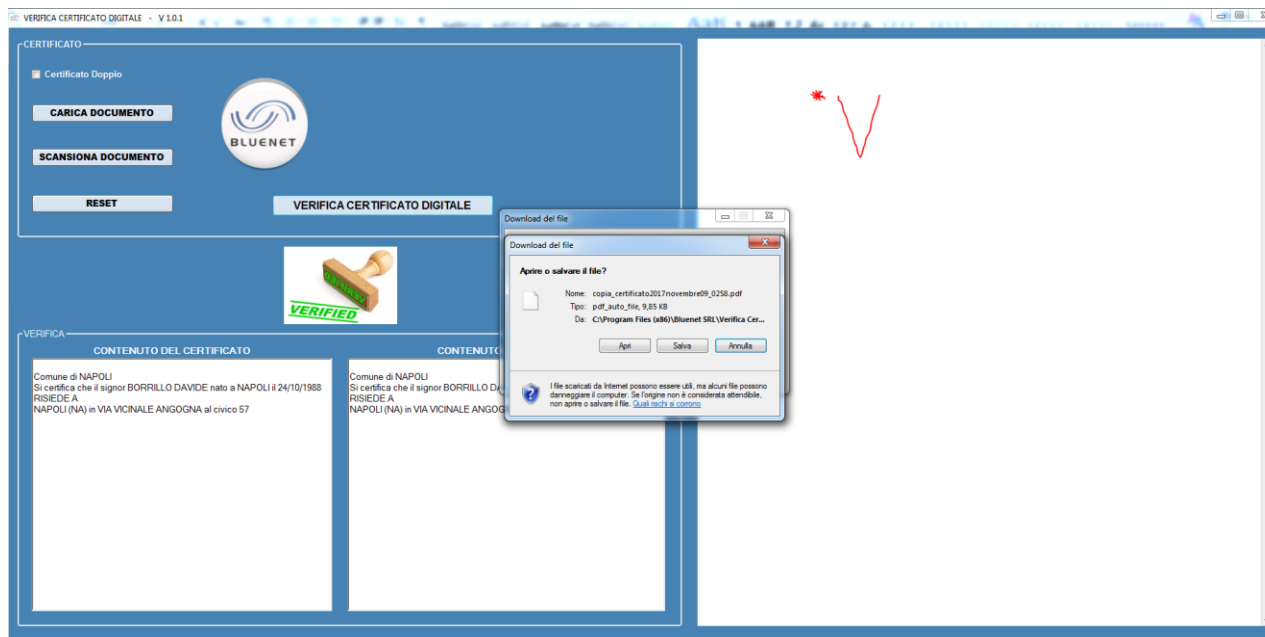 VERIFICA CERTIFICATO DIGITALE - V 1.0.1
CERTIFICATO
Certificato Doppio
CARICA DOCUMENTO
SCANSIONA DOCUMENTO
RESET
BLUENET
VERIFICA CERTIFICATO DIGITALE
VERIFIED
VERIFICA
CONTENUTO DEL CERTIFICATO
Comune di NAPOLI
Si certifica che il signor BORRILLO DAVIDE nato a NAPOLI il 24/10/1988
RISIEDE A
NAPOLI (NA) in VIA VICINALE ANGOGNA al civico 57
CONTENUTO
Comune di NAPOLI
Si certifica che il signor BORRILLO
RISIEDE A
NAPOLI (NA) in VIA VICINALE ANGOG
Download del file
Download del file
Aprire o salvare il file?
Nome: copia_certificato2017novembre09_0258.pdf
Tipo: pdf_auto_file, 9,85 KB
Da: C:\Program Files (x86)\Bluenet SRL\Verifica Cer...
Apri
Salva
Annulla
I file scaricati da Internet possono essere utili, ma alcuni file possono
danneggiare il computer. Se l'origine non è considerata attendibile,
non aprire o salvare il file. Quali rischi si corrono
* V